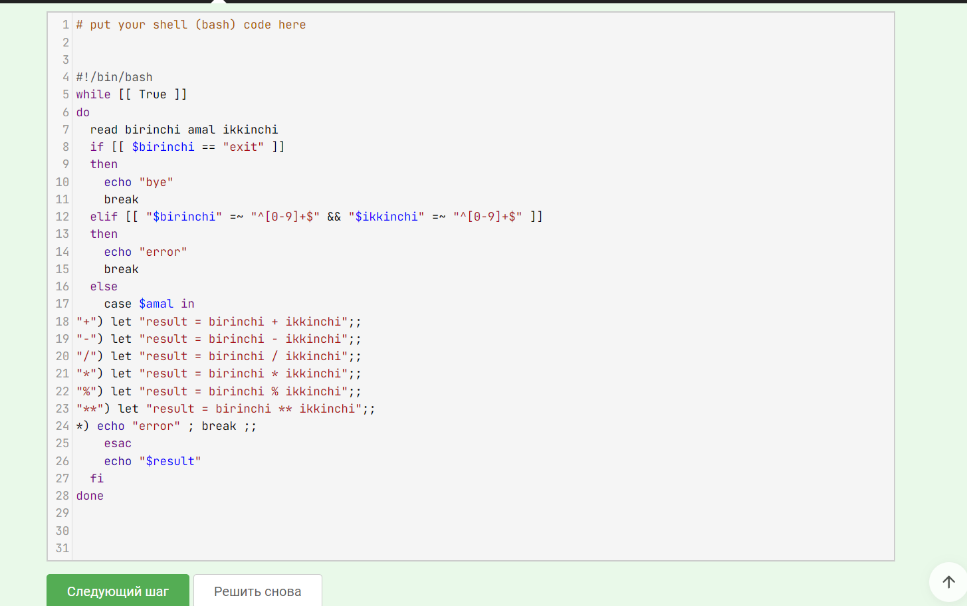 1 # put your shell (bash) code here
2
3
4 #!/bin/bash
5 while [[ True ]]
6 do
7   read birinchi amal ikkinchi
8   if [[ $birinchi == "exit" ]]
9   then
10     echo "bye"
11     break
12   elif [[ "$birinchi" =~ "^[0-9]+$" && "$ikkinchi" =~ "^[0-9]+$" ]]
13   then
14     echo "error"
15     break
16   else
17     case $amal in
18 "+") let "result = birinchi + ikkinchi";;
19 "-") let "result = birinchi - ikkinchi";;
20 "/") let "result = birinchi / ikkinchi";;
21 "*") let "result = birinchi * ikkinchi";;
22 "%") let "result = birinchi % ikkinchi";;
23 "**") let "result = birinchi ** ikkinchi";;
24 *) echo "error" ; break ;;
25     esac
26     echo "$result"
27   fi
28 done
29
30
31
Следующий шаг Решить снова